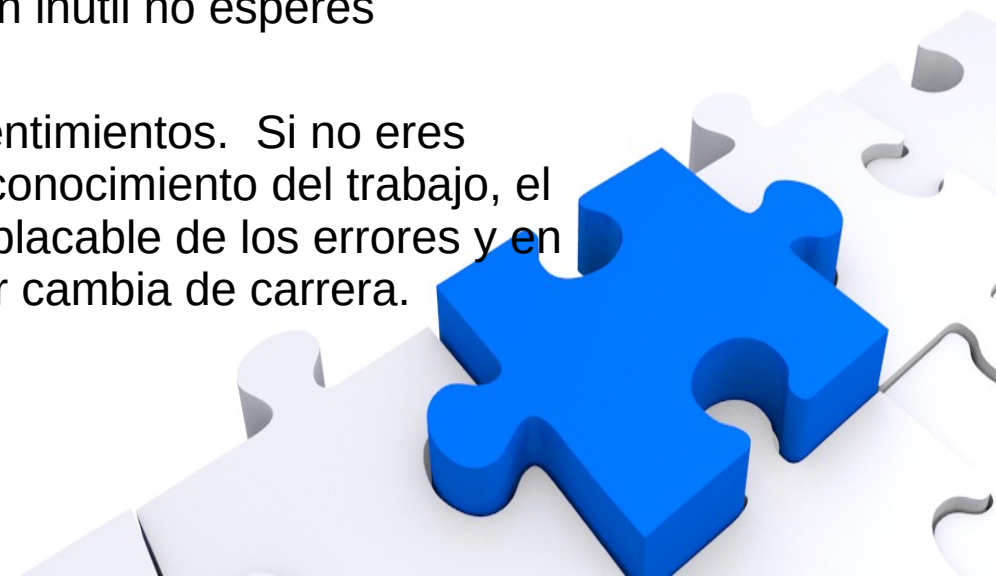 n inútil no esperes
entimientos.  Si no eres
conocimiento del trabajo, el
placable de los errores y en
r cambia de carrera.